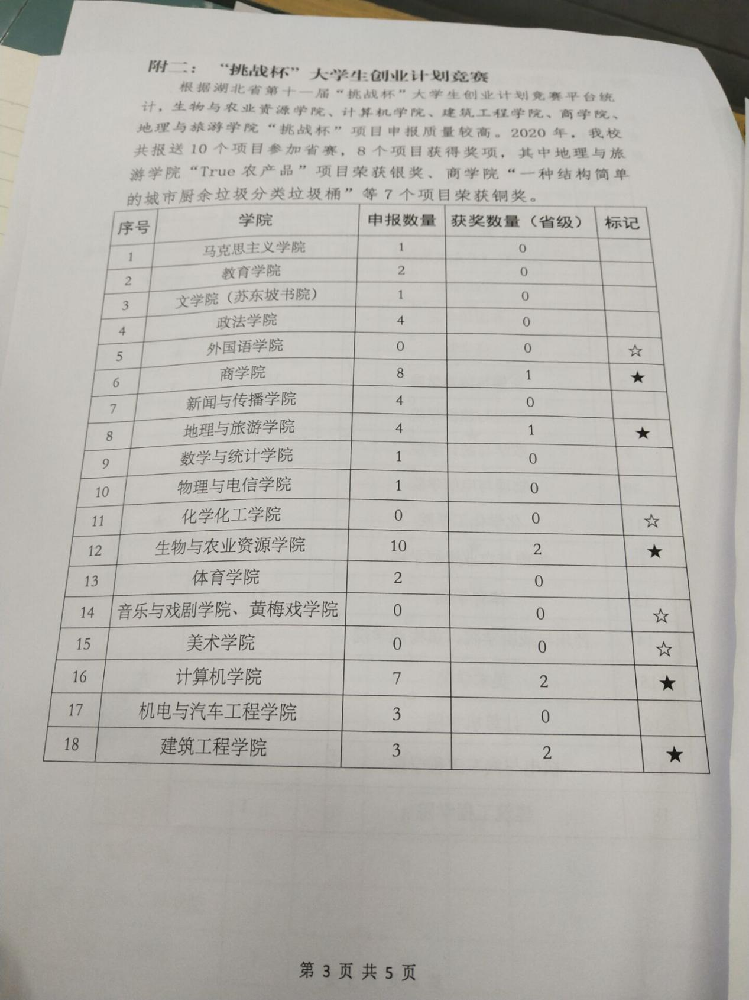 附二：“挑战杯”大学生创业计划竞赛
根据湖北省第十一届“挑战杯”大学生创业计划竞赛平台统
计，生物与农业资源学院、计算机学院、建筑工程学院、商学院、
地理与旅游学院“挑战杯”项目申报质量较高。2020 年，我校
共报送 10 个项目参加省赛，8 个项目获得奖项，其中地理与旅
游学院“True 农产品”项目荣获银奖、商学院“一种结构简单
的城市厨余垃圾分类垃圾桶”等 7 个项目荣获铜奖。
序号 学院 申报数量 获奖数量（省级） 标记
1 马克思主义学院 1 0
2 教育学院 2 0
3 文学院（苏东坡书院） 1 0
4 政法学院 4 0
5 外国语学院 0 0 ☆
6 商学院 8 1 ★
7 新闻与传播学院 4 0
8 地理与旅游学院 4 1 ★
9 数学与统计学院 1 0
10 物理与电信学院 1 0
11 化学化工学院 0 0 ☆
12 生物与农业资源学院 10 2 ★
13 体育学院 2 0
14 音乐与戏剧学院、黄梅戏学院 0 0 ☆
15 美术学院 0 0 ☆
16 计算机学院 7 2 ★
17 机电与汽车工程学院 3 0
18 建筑工程学院 3 2 ★
第 3 页 共 5 页